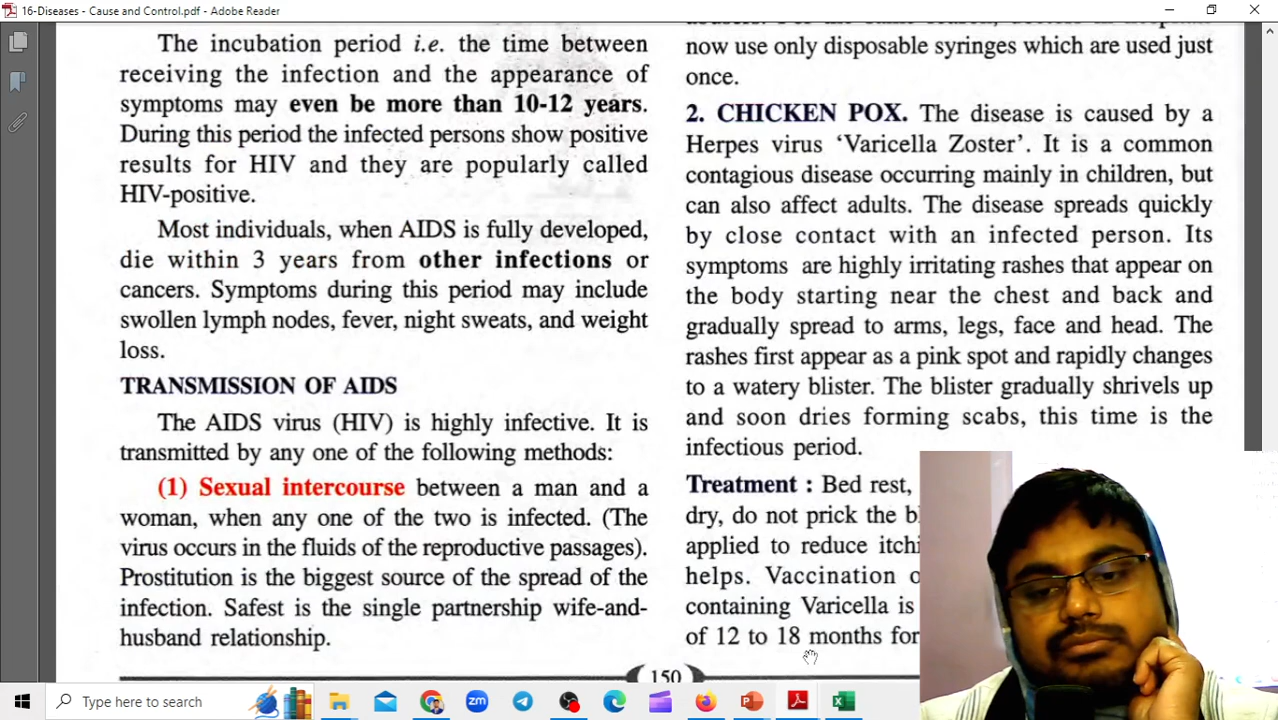 16-Diseases - Cause and Control.pdf - Adobe Reader
The incubation period i.e. the time between
receiving the infection and the appearance of
symptoms may even be more than 10-12 years.
During this period the infected persons show positive
results for HIV and they are popularly called
HIV-positive.
Most individuals, when AIDS is fully developed,
die within 3 years from other infections or
cancers. Symptoms during this period may include
swollen lymph nodes, fever, night sweats, and weight
loss.
TRANSMISSION OF AIDS
The AIDS virus (HIV) is highly infective. It is
transmitted by any one of the following methods:
(1) Sexual intercourse between a man and a
woman, when any one of the two is infected. (The
virus occurs in the fluids of the reproductive passages).
Prostitution is the biggest source of the spread of the
infection. Safest is the single partnership wife-and-
husband relationship.
now use only disposable syringes which are used just
once.
2. CHICKEN POX. The disease is caused by a
Herpes virus ‘Varicella Zoster’. It is a common
contagious disease occurring mainly in children, but
can also affect adults. The disease spreads quickly
by close contact with an infected person. Its
symptoms are highly irritating rashes that appear on
the body starting near the chest and back and
gradually spread to arms, legs, face and head. The
rashes first appear as a pink spot and rapidly changes
to a watery blister. The blister gradually shrivels up
and soon dries forming scabs, this time is the
infectious period.
Treatment : Bed rest,
dry, do not prick the
applied to reduce
helps. Vaccination
containing Varicella is
of 12 to 18 months for
150
Type here to search